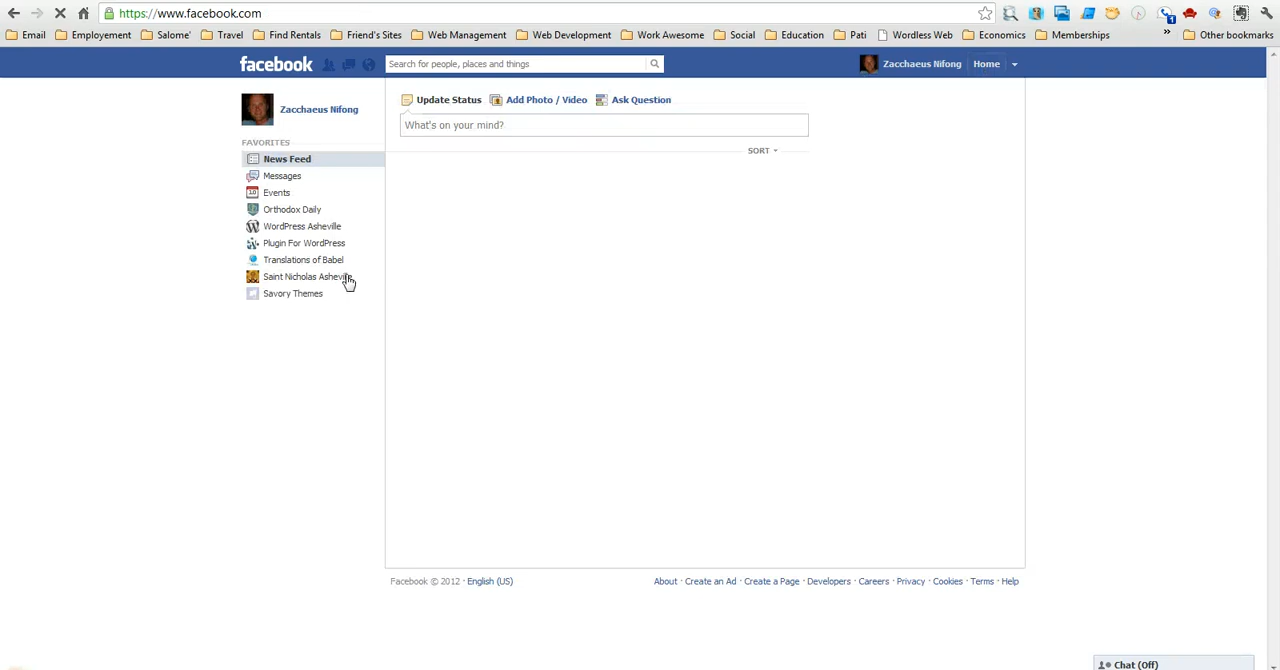 https://www.facebook.com
1
Email Employement Salome' Travel Find Rentals Friend's Sites Web Management Web Development Work Awesome Social Education Pati Wordless Web Economics Memberships » Other bookmarks
facebook Search for people, places and things Zacchaeus Nifong Home
Zacchaeus Nifong
Update Status Add Photo / Video Ask Question
What's on your mind?
SORT
FAVORITES
News Feed
Messages
Events
Orthodox Daily
WordPress Asheville
Plugin For WordPress
Translations of Babel
Saint Nicholas Asheville
Savory Themes
Facebook © 2012 · English (US)
About · Create an Ad · Create a Page · Developers · Careers · Privacy · Cookies · Terms · Help
Chat (Off)